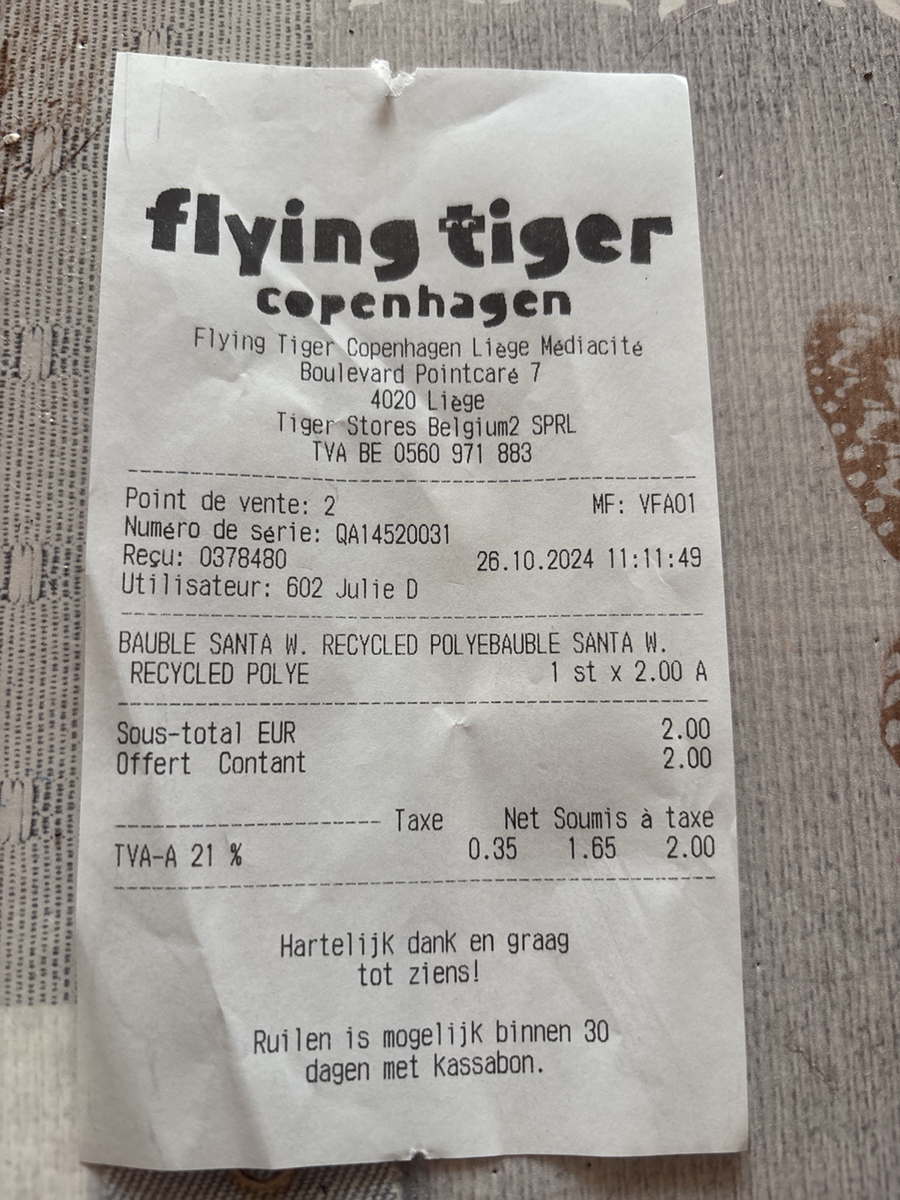 flying tiger
copenhagen
Flying Tiger Copenhagen Liège Médiacité
Boulevard Pointcaré 7
4020 Liège
Tiger Stores Belgium2 SPRL
TVA BE 0560 971 883
Point de vente: 2 MF: VFA01
Numéro de série: QA14520031
Reçu: 0378480 26.10.2024 11:11:49
Utilisateur: 602 Julie D
BAUBLE SANTA W. RECYCLED POLYEBAUBLE SANTA W.
RECYCLED POLYE 1 st x 2.00 A
Sous-total EUR 2.00
Offert Contant 2.00
Taxe Net Soumis à taxe
TVA-A 21 % 0.35 1.65 2.00
Hartelijk dank en graag
tot ziens!
Ruilen is mogelijk binnen 30
dagen met kassabon.